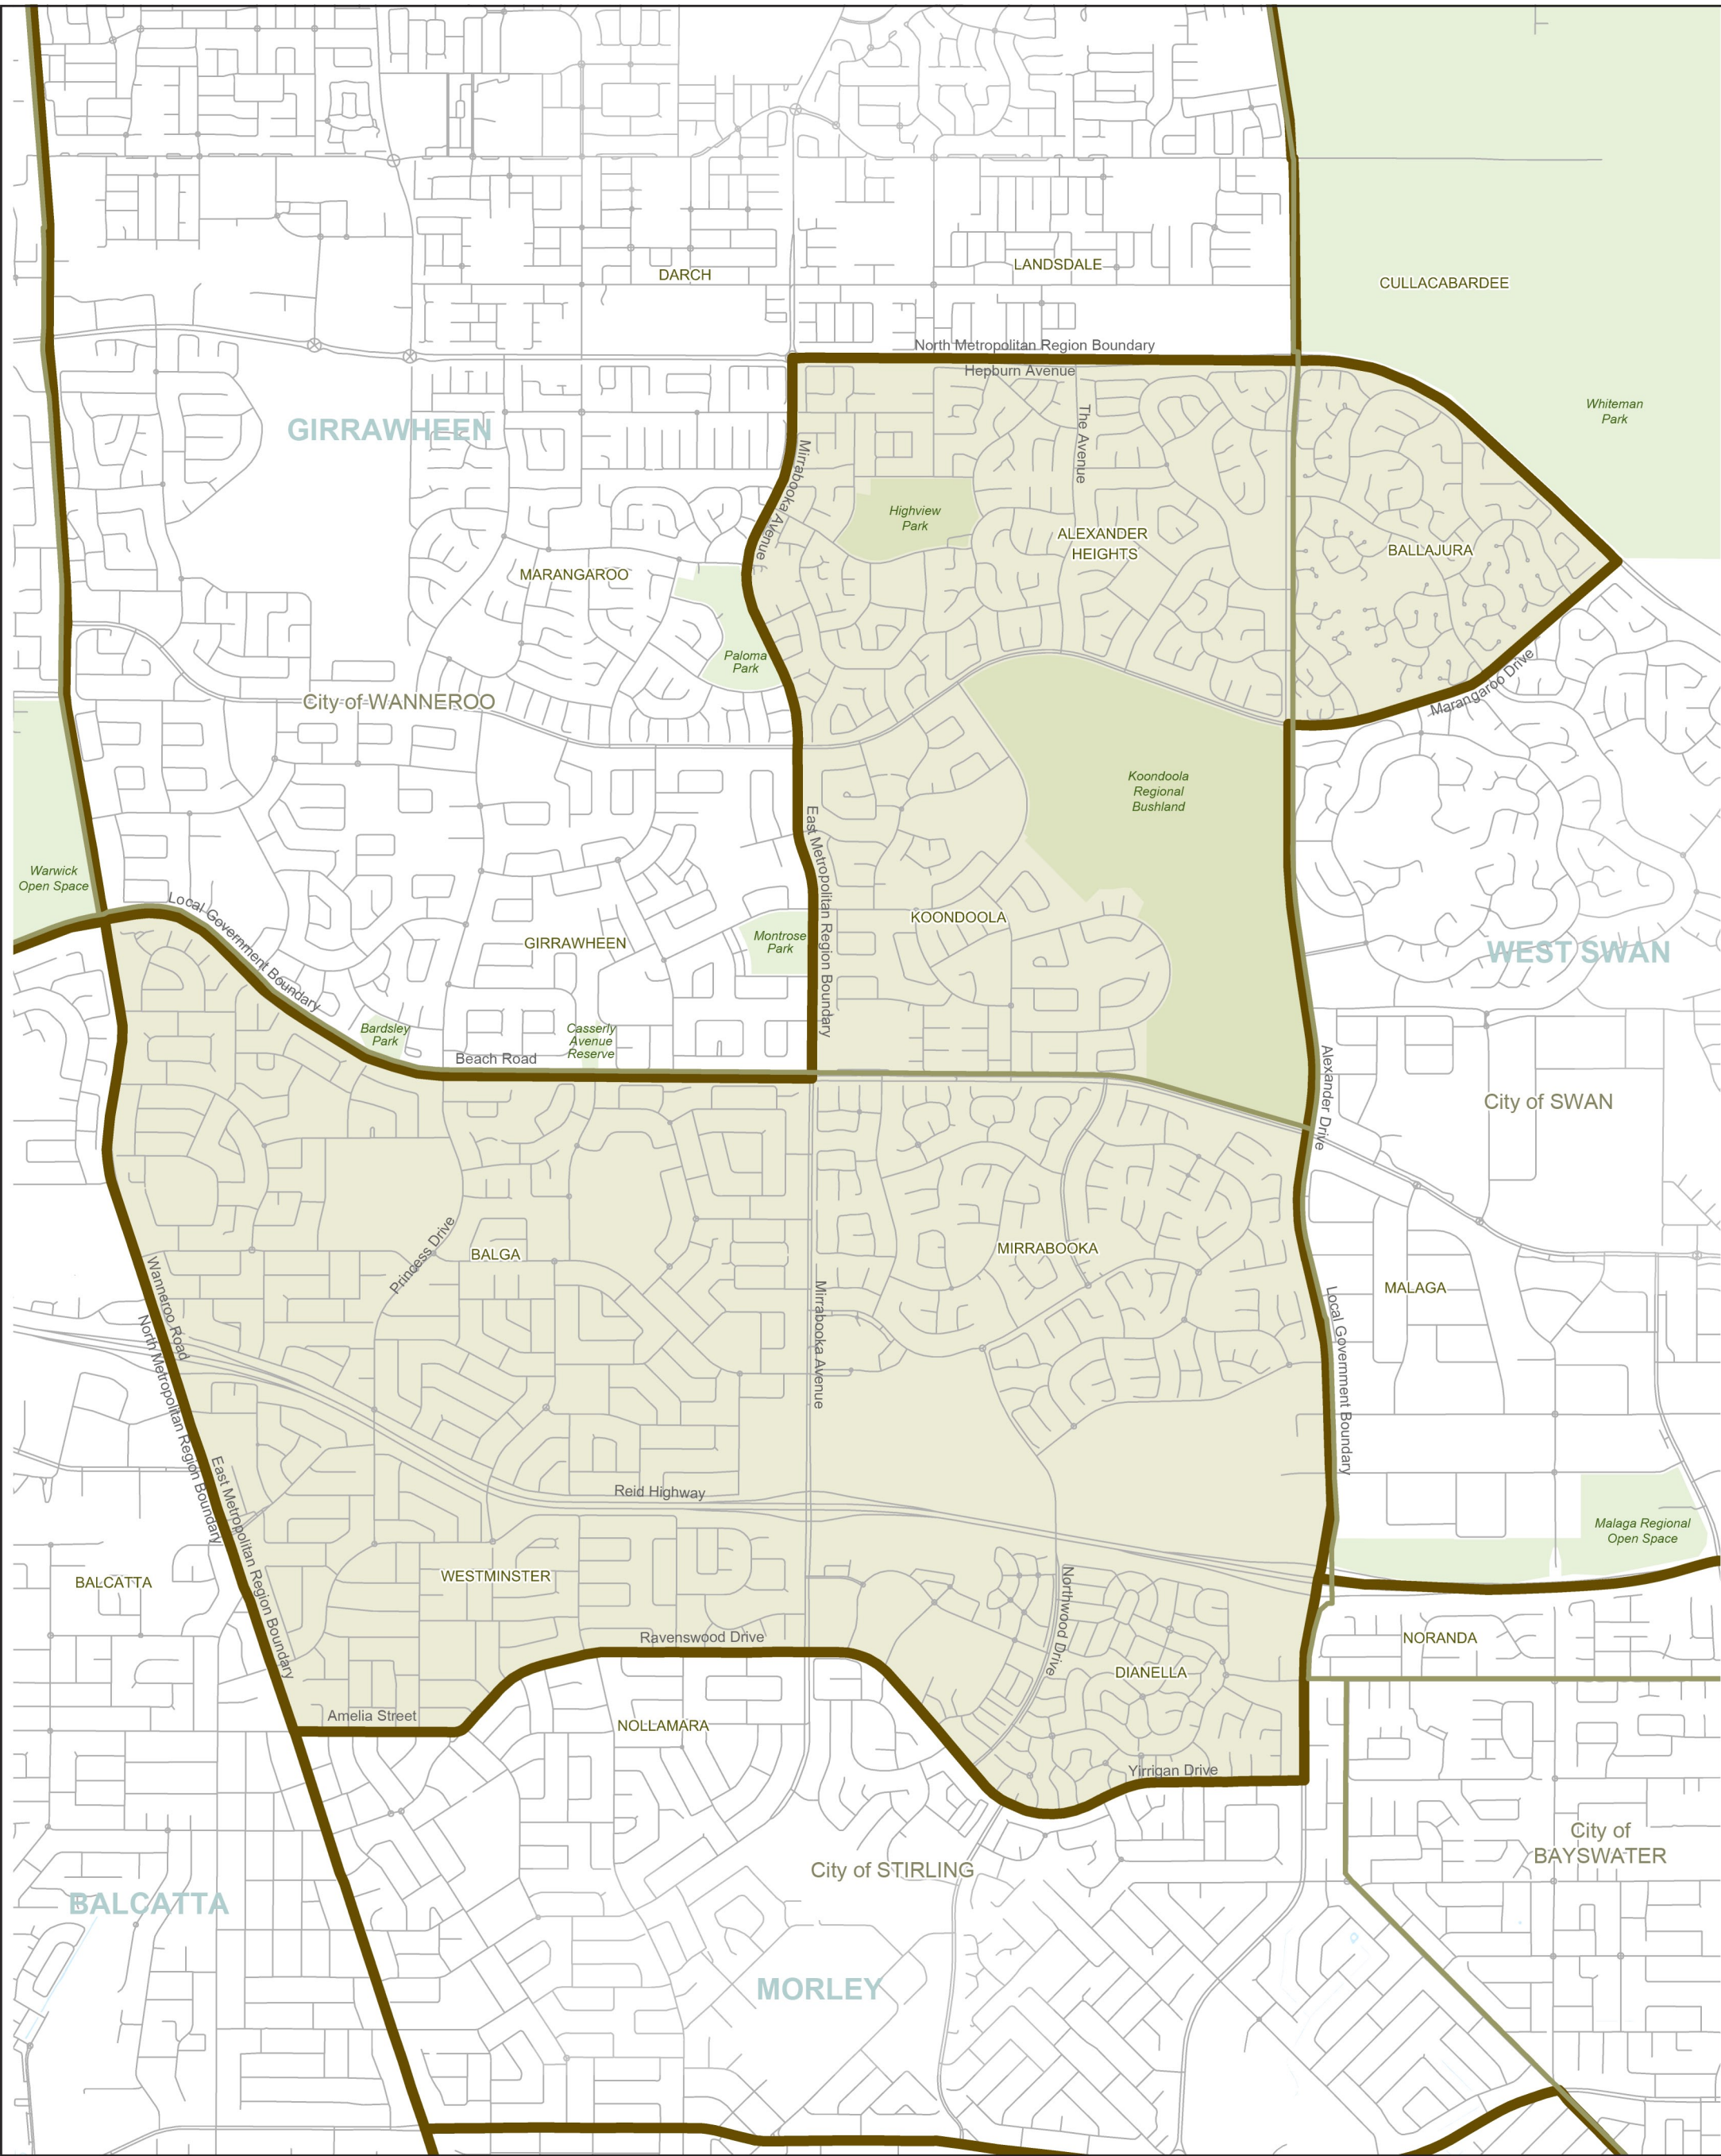 DARCH
LANDSDALE
CULLACABARDEE
North Metropolitan Region Boundary
Hepburn Avenue
Whiteman
Park
GIRRAWHEEN
The Avenue
Mirrabooka Avenue
Highview
Park
ALEXANDER
HEIGHTS
BALLAJURA
MARANGAROO
Paloma
Park
Marangaroo Drive
City of WANNEROO
Koondoola
Regional
Bushland
East Metropolitan Region Boundary
Warwick
Open Space
Local Government Boundary
KOONDOOLA
GIRRAWHEEN
Montrose
Park
WEST SWAN
Bardsley
Park
Casserly
Avenue
Reserve
Beach Road
Alexander Drive
City of SWAN
Princess Drive
BALGA
MIRRABOOKA
MALAGA
Wanneroo Road
North Metropolitan Region Boundary
Mirrabooka Avenue
Local Government Boundary
East Metropolitan Region Boundary
Reid Highway
Malaga Regional
Open Space
BALCATTA
WESTMINSTER
Northwood Drive
Ravenswood Drive
NORANDA
DIANELLA
Amelia Street
NOLLAMARA
Yirrigan Drive
City of
BAYSWATER
City of STIRLING
BALCATTA
MORLEY